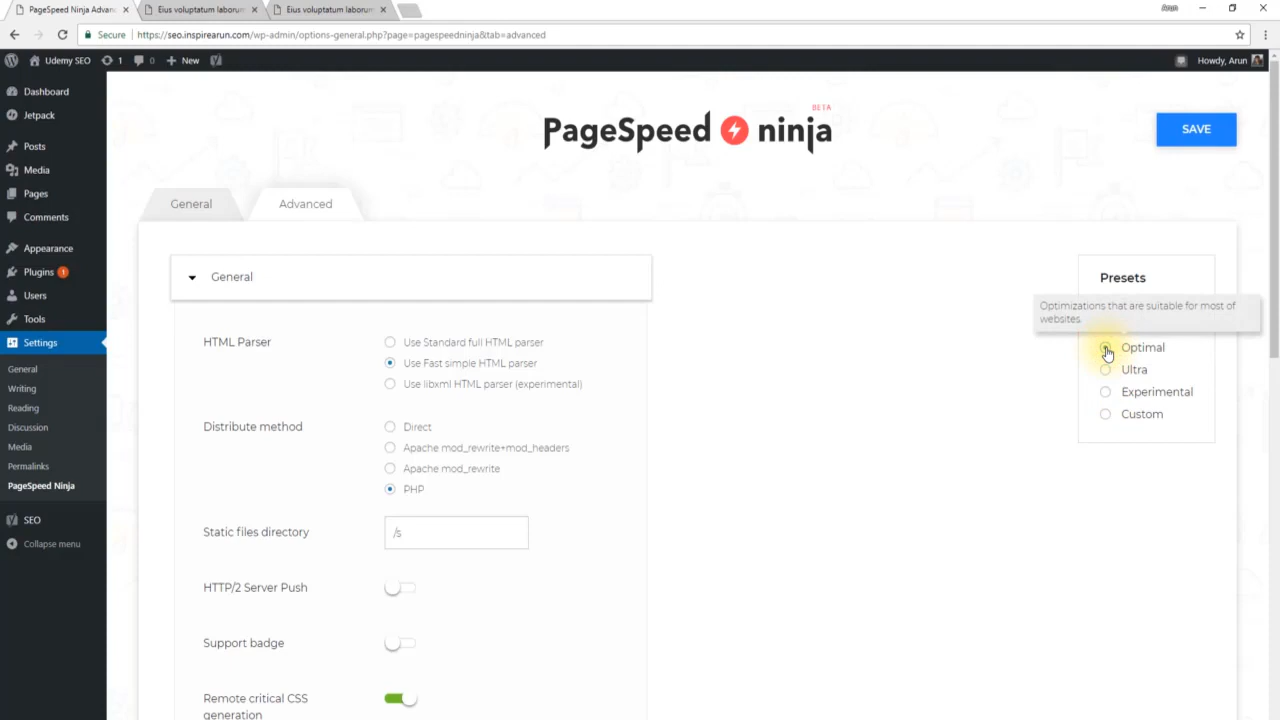 PageSpeed Ninja Advan
Eius voluptatum laborum
Eius voluptatum laborum
Arun
Secure
https://seo.inspirearun.com/wp-admin/options-general.php?page=pagespeedninja&tab=advanced
Udemy SEO
1
0
New
Howdy, Arun
Dashboard
Jetpack
Posts
Media
Pages
Comments
Appearance
Plugins 1
Users
Tools
Settings
General
Writing
Reading
Discussion
Media
Permalinks
PageSpeed Ninja
SEO
Collapse menu
BETA
PageSpeed ninja
SAVE
General
Advanced
General
HTML Parser
Use Standard full HTML parser
Use Fast simple HTML parser
Use libxml HTML parser (experimental)
Distribute method
Direct
Apache mod_rewrite+mod_headers
Apache mod_rewrite
PHP
Static files directory
/s
HTTP/2 Server Push
Support badge
Remote critical CSS
generation
Presets
Optimizations that are suitable for most of
websites.
Optimal
Ultra
Experimental
Custom